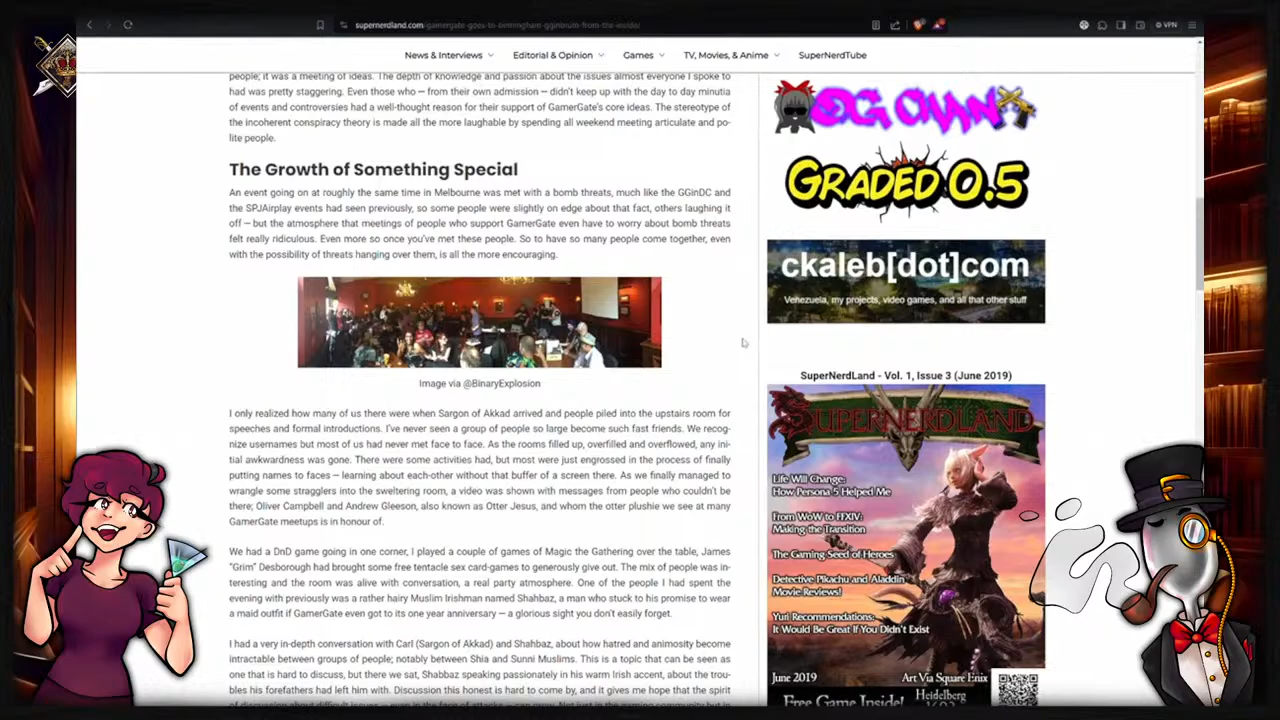 supernerdland.com/gamergate-goes-to-birmingham-gginbrum-from-the-inside/
VPN
News & Interviews
Editorial & Opinion
Games
TV, Movies, & Anime
SuperNerdTube
people; it was a meeting of ideas. The depth of knowledge and passion about the issues almost everyone I spoke to
had was pretty staggering. Even those who — from their own admission — didn't keep up with the day to day minutia
of events and controversies had a well-thought reason for their support of GamerGate's core ideas. The stereotype of
the incoherent conspiracy theory is made all the more laughable by spending all weekend meeting articulate and po-
lite people.
The Growth of Something Special
An event going on at roughly the same time in Melbourne was met with a bomb threats, much like the GGinDC and
the SPJAirplay events had seen previously, so some people were slightly on edge about that fact, others laughing it
off — but the atmosphere that meetings of people who support GamerGate even have to worry about bomb threats
felt really ridiculous. Even more so once you've met these people. So to have so many people come together, even
with the possibility of threats hanging over them, is all the more encouraging.
Image via @BinaryExplosion
I only realized how many of us there were when Sargon of Akkad arrived and people piled into the upstairs room for
speeches and formal introductions. I've never seen a group of people so large become such fast friends. We recog-
nize usernames but most of us had never met face to face. As the rooms filled up, overfilled and overflowed, any ini-
tial awkwardness was gone. There were some activities had, but most were just engrossed in the process of finally
putting names to faces — learning about each-other without that buffer of a screen there. As we finally managed to
wrangle some stragglers into the sweltering room, a video was shown with messages from people who couldn't be
there; Oliver Campbell and Andrew Gleeson, also known as Otter Jesus, and whom the otter plushie we see at many
GamerGate meetups is in honour of.
We had a DnD game going in one corner, I played a couple of games of Magic the Gathering over the table, James
"Grim" Desborough had brought some free tentacle sex card-games to generously give out. The mix of people was in-
teresting and the room was alive with conversation, a real party atmosphere. One of the people I had spent the
evening with previously was a rather hairy Muslim Irishman named Shahbaz, a man who stuck to his promise to wear
a maid outfit if GamerGate even got to its one year anniversary — a glorious sight you don't easily forget.
I had a very in-depth conversation with Carl (Sargon of Akkad) and Shahbaz, about how hatred and animosity become
intractable between groups of people; notably between Shia and Sunni Muslims. This is a topic that can be seen as
one that is hard to discuss, but there we sat, Shabbaz speaking passionately in his warm Irish accent, about the trou-
bles his forefathers had left him with. Discussion this honest is hard to come by, and it gives me hope that the spirit
OG CHAN
GRADED 0.5
ckaleb[dot]com
Venezuela, my projects, video games, and all that other stuff
SuperNerdLand - Vol. 1, Issue 3 (June 2019)
SUPERNERDLAND
Life Will Change:
How Persona 5 Helped Me
From WoW to FFXIV:
Making the Transition
The Gaming Seed of Heroes
Detective Pikachu and Aladdin
Movie Reviews!
Yuri Recommendations:
It Would Be Great If You Didn't Exist
June 2019
Art Via Square Enix
Free Game Inside!
Heidelberg
1693